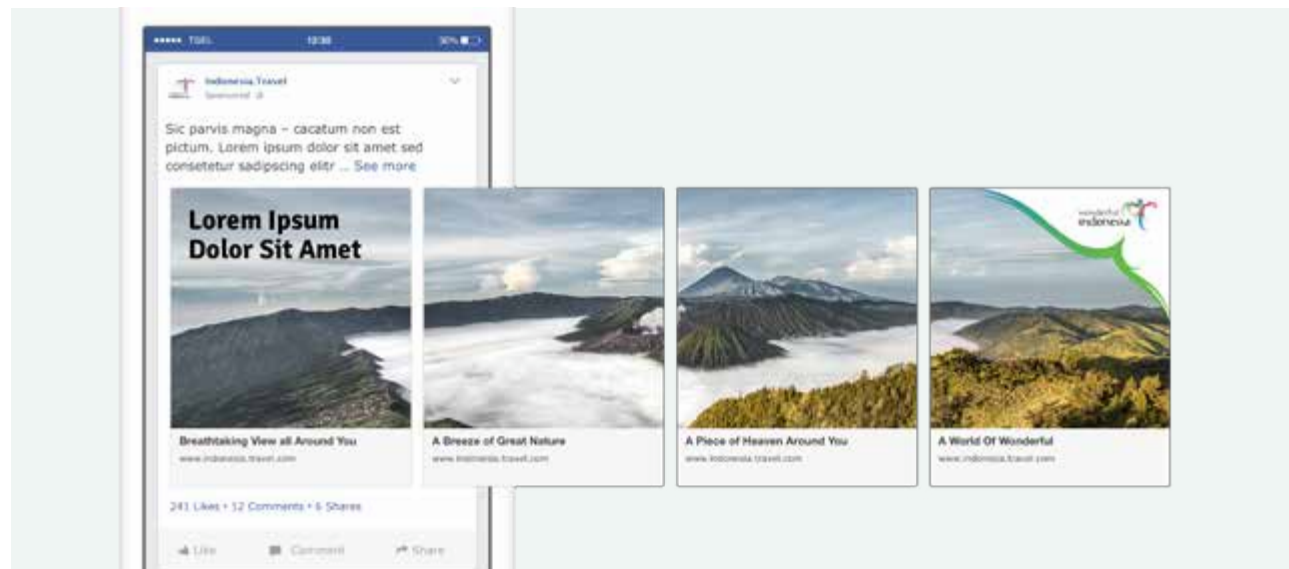 10:30
30%
Indonesia.Travel
Sponsored
Sic parvis magna – cacatum non est
pictum. Lorem ipsum dolor sit amet sed
consetetur sadipscing elitr ... See more
Lorem Ipsum
Dolor Sit Amet
wonderful
indonesia
Breathtaking View all Around You
www.indonesia.travel.com
A Breeze of Great Nature
www.indonesia.travel.com
A Piece of Heaven Around You
www.indonesia.travel.com
A World Of Wonderful
www.indonesia.travel.com
241 Likes • 12 Comments • 6 Shares
Like Comment Share